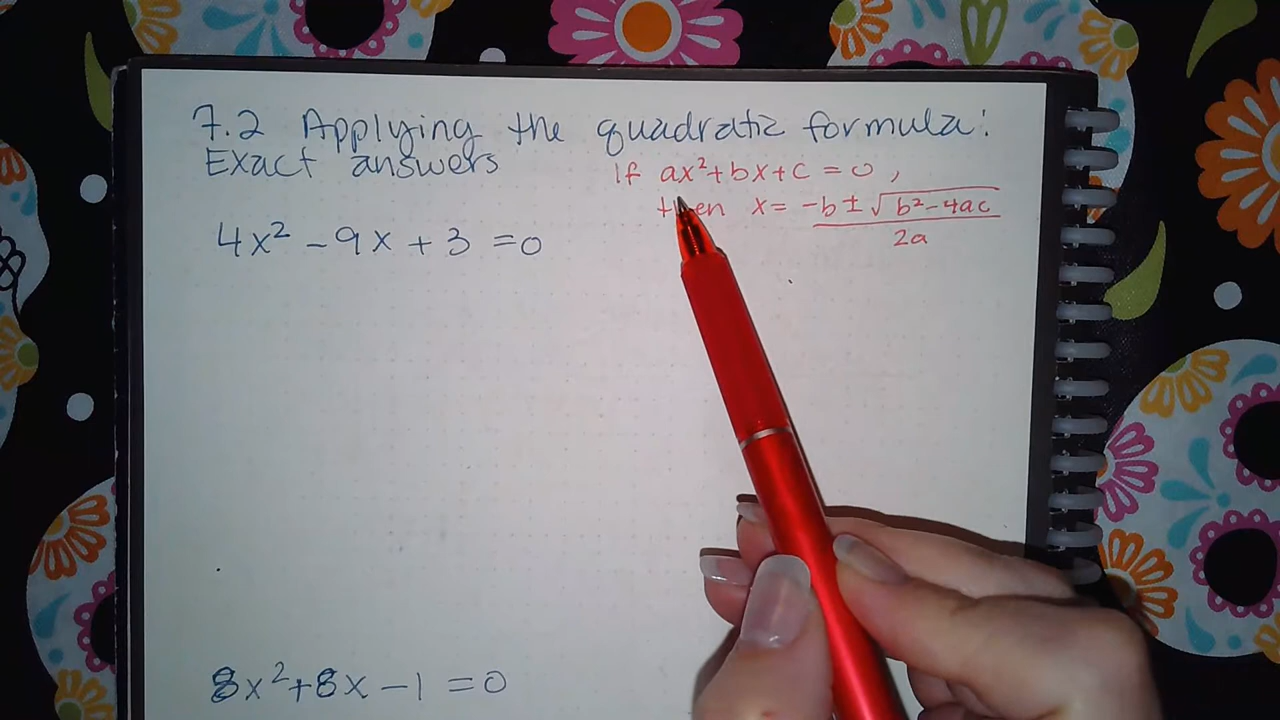 7.2 Applying the quadratic formula:
Exact answers
If ax²+bx+c = 0,
then x = -b ± √b²-4ac
2a
4x² - 9x + 3 = 0
8x²+8x - 1 = 0